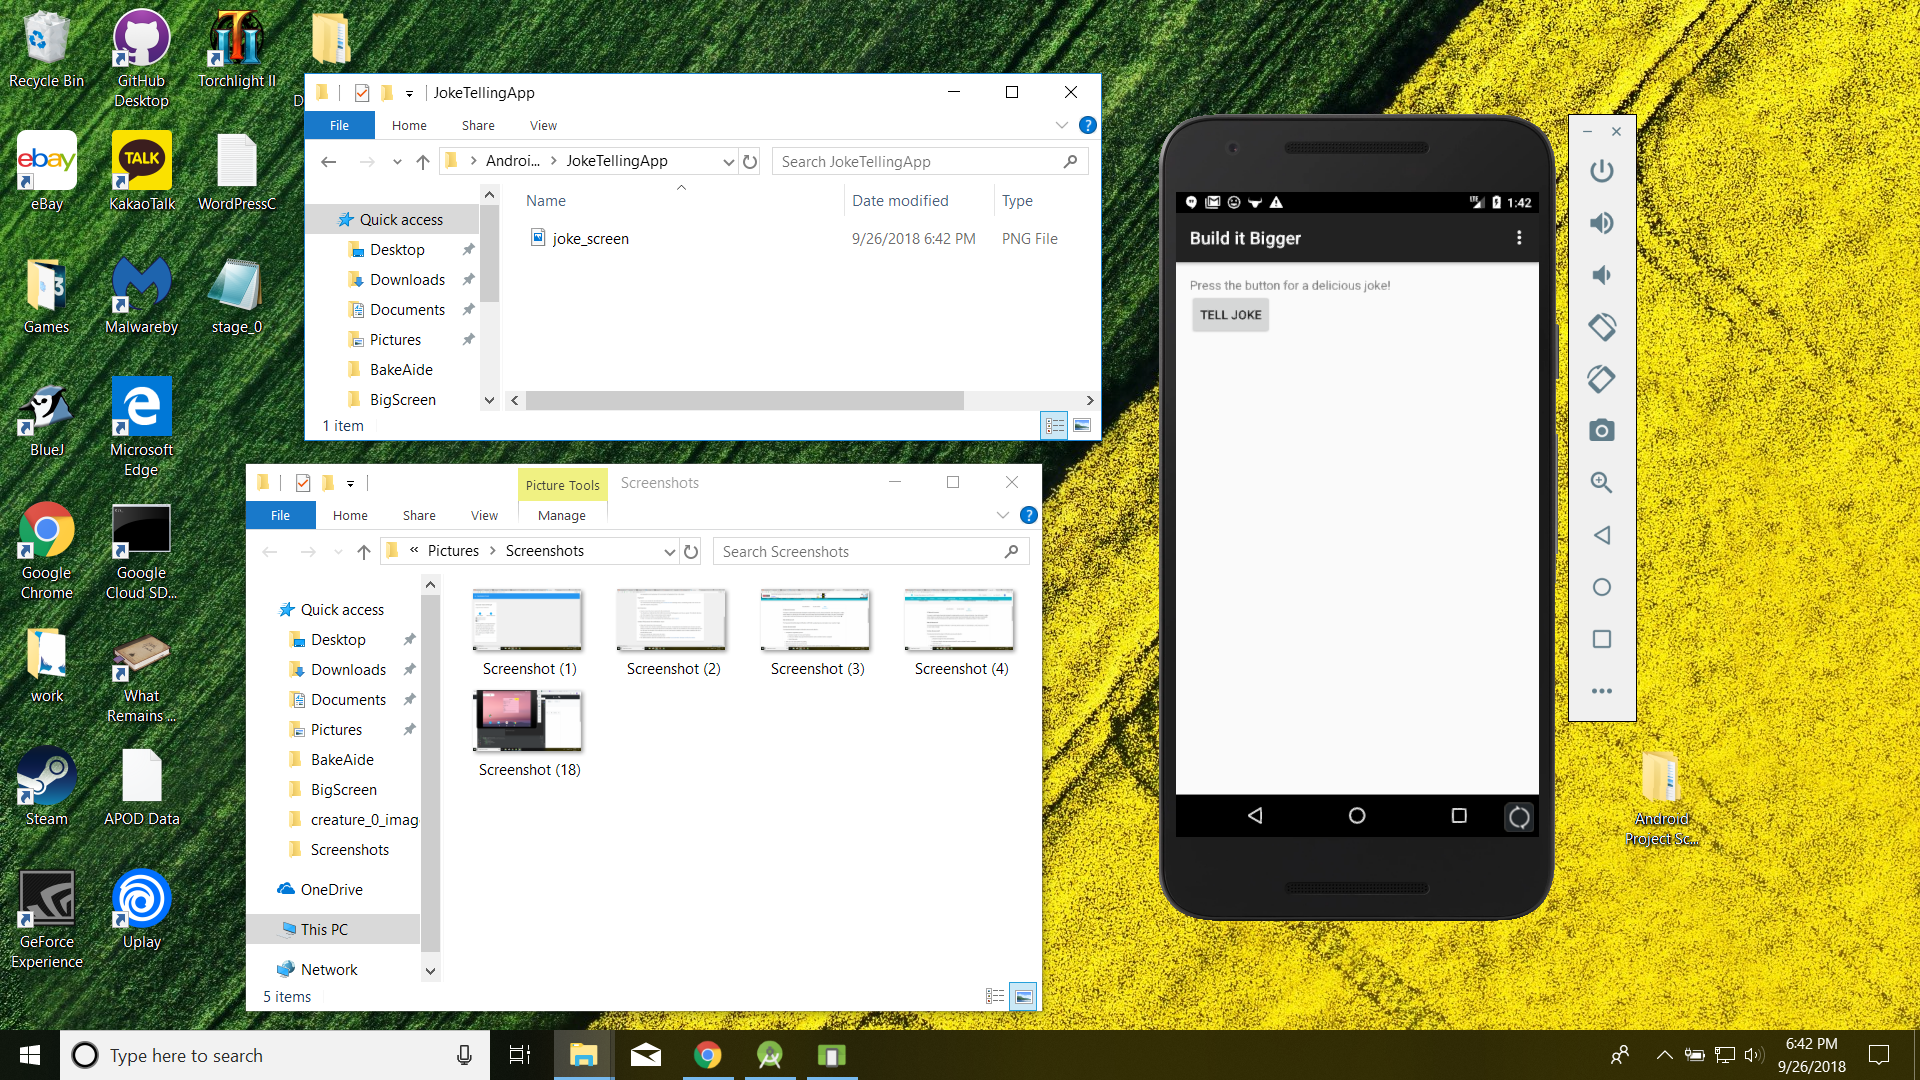 Recycle Bin
GitHub
Desktop
Torchlight II
D
ebay
eBay
TALK
KakaoTalk
WordPressC
Games
Malwareby
stage_0
BlueJ
Microsoft
Edge
Google
Chrome
Google
Cloud SD...
work
What
Remains ...
Steam
APOD Data
GeForce
Experience
Uplay
JokeTellingApp
File
Home
Share
View
Androi...
JokeTellingApp
Search JokeTellingApp
Name
Date modified
Type
Quick access
Desktop
Downloads
Documents
Pictures
BakeAide
BigScreen
joke_screen
9/26/2018 6:42 PM
PNG File
1 item
Picture Tools
Screenshots
File
Home
Share
View
Manage
« Pictures
Screenshots
Search Screenshots
Quick access
Desktop
Downloads
Documents
Pictures
BakeAide
BigScreen
creature_0_imag
Screenshots
OneDrive
This PC
Network
Screenshot (1)
Screenshot (2)
Screenshot (3)
Screenshot (4)
Screenshot (18)
5 items
LTE
1:42
Build it Bigger
Press the button for a delicious joke!
TELL JOKE
Android
Project Sc...
Type here to search
6:42 PM
9/26/2018